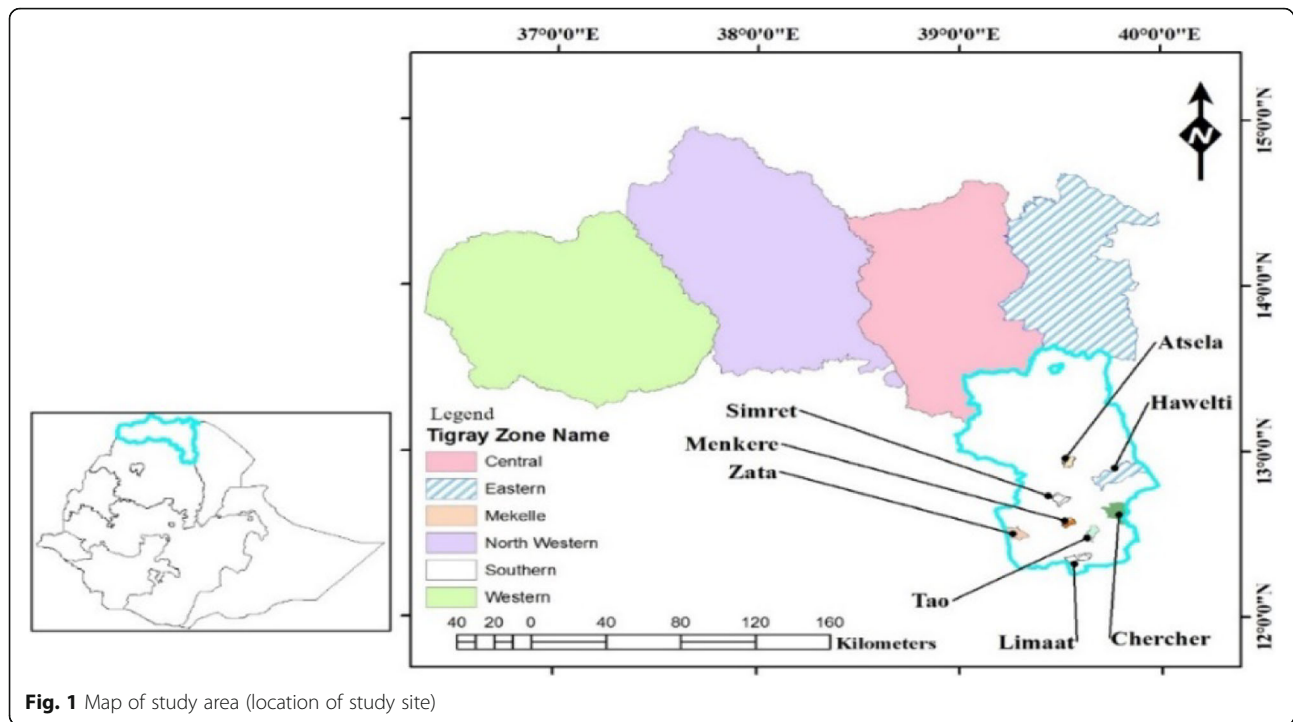 37°0'0"E 38°0'0"E 39°0'0"E 40°0'0"E
N
15°0'0"N
14°0'0"N
13°0'0"N
12°0'0"N
Atsela
Hawelti
Simret
Menkere
Zata
Tao
Limaat
Chercher
Legend
Tigray Zone Name
Central
Eastern
Mekelle
North Western
Southern
Western
40 20 0 40 80 120 160
Kilometers
Fig. 1 Map of study area (location of study site)